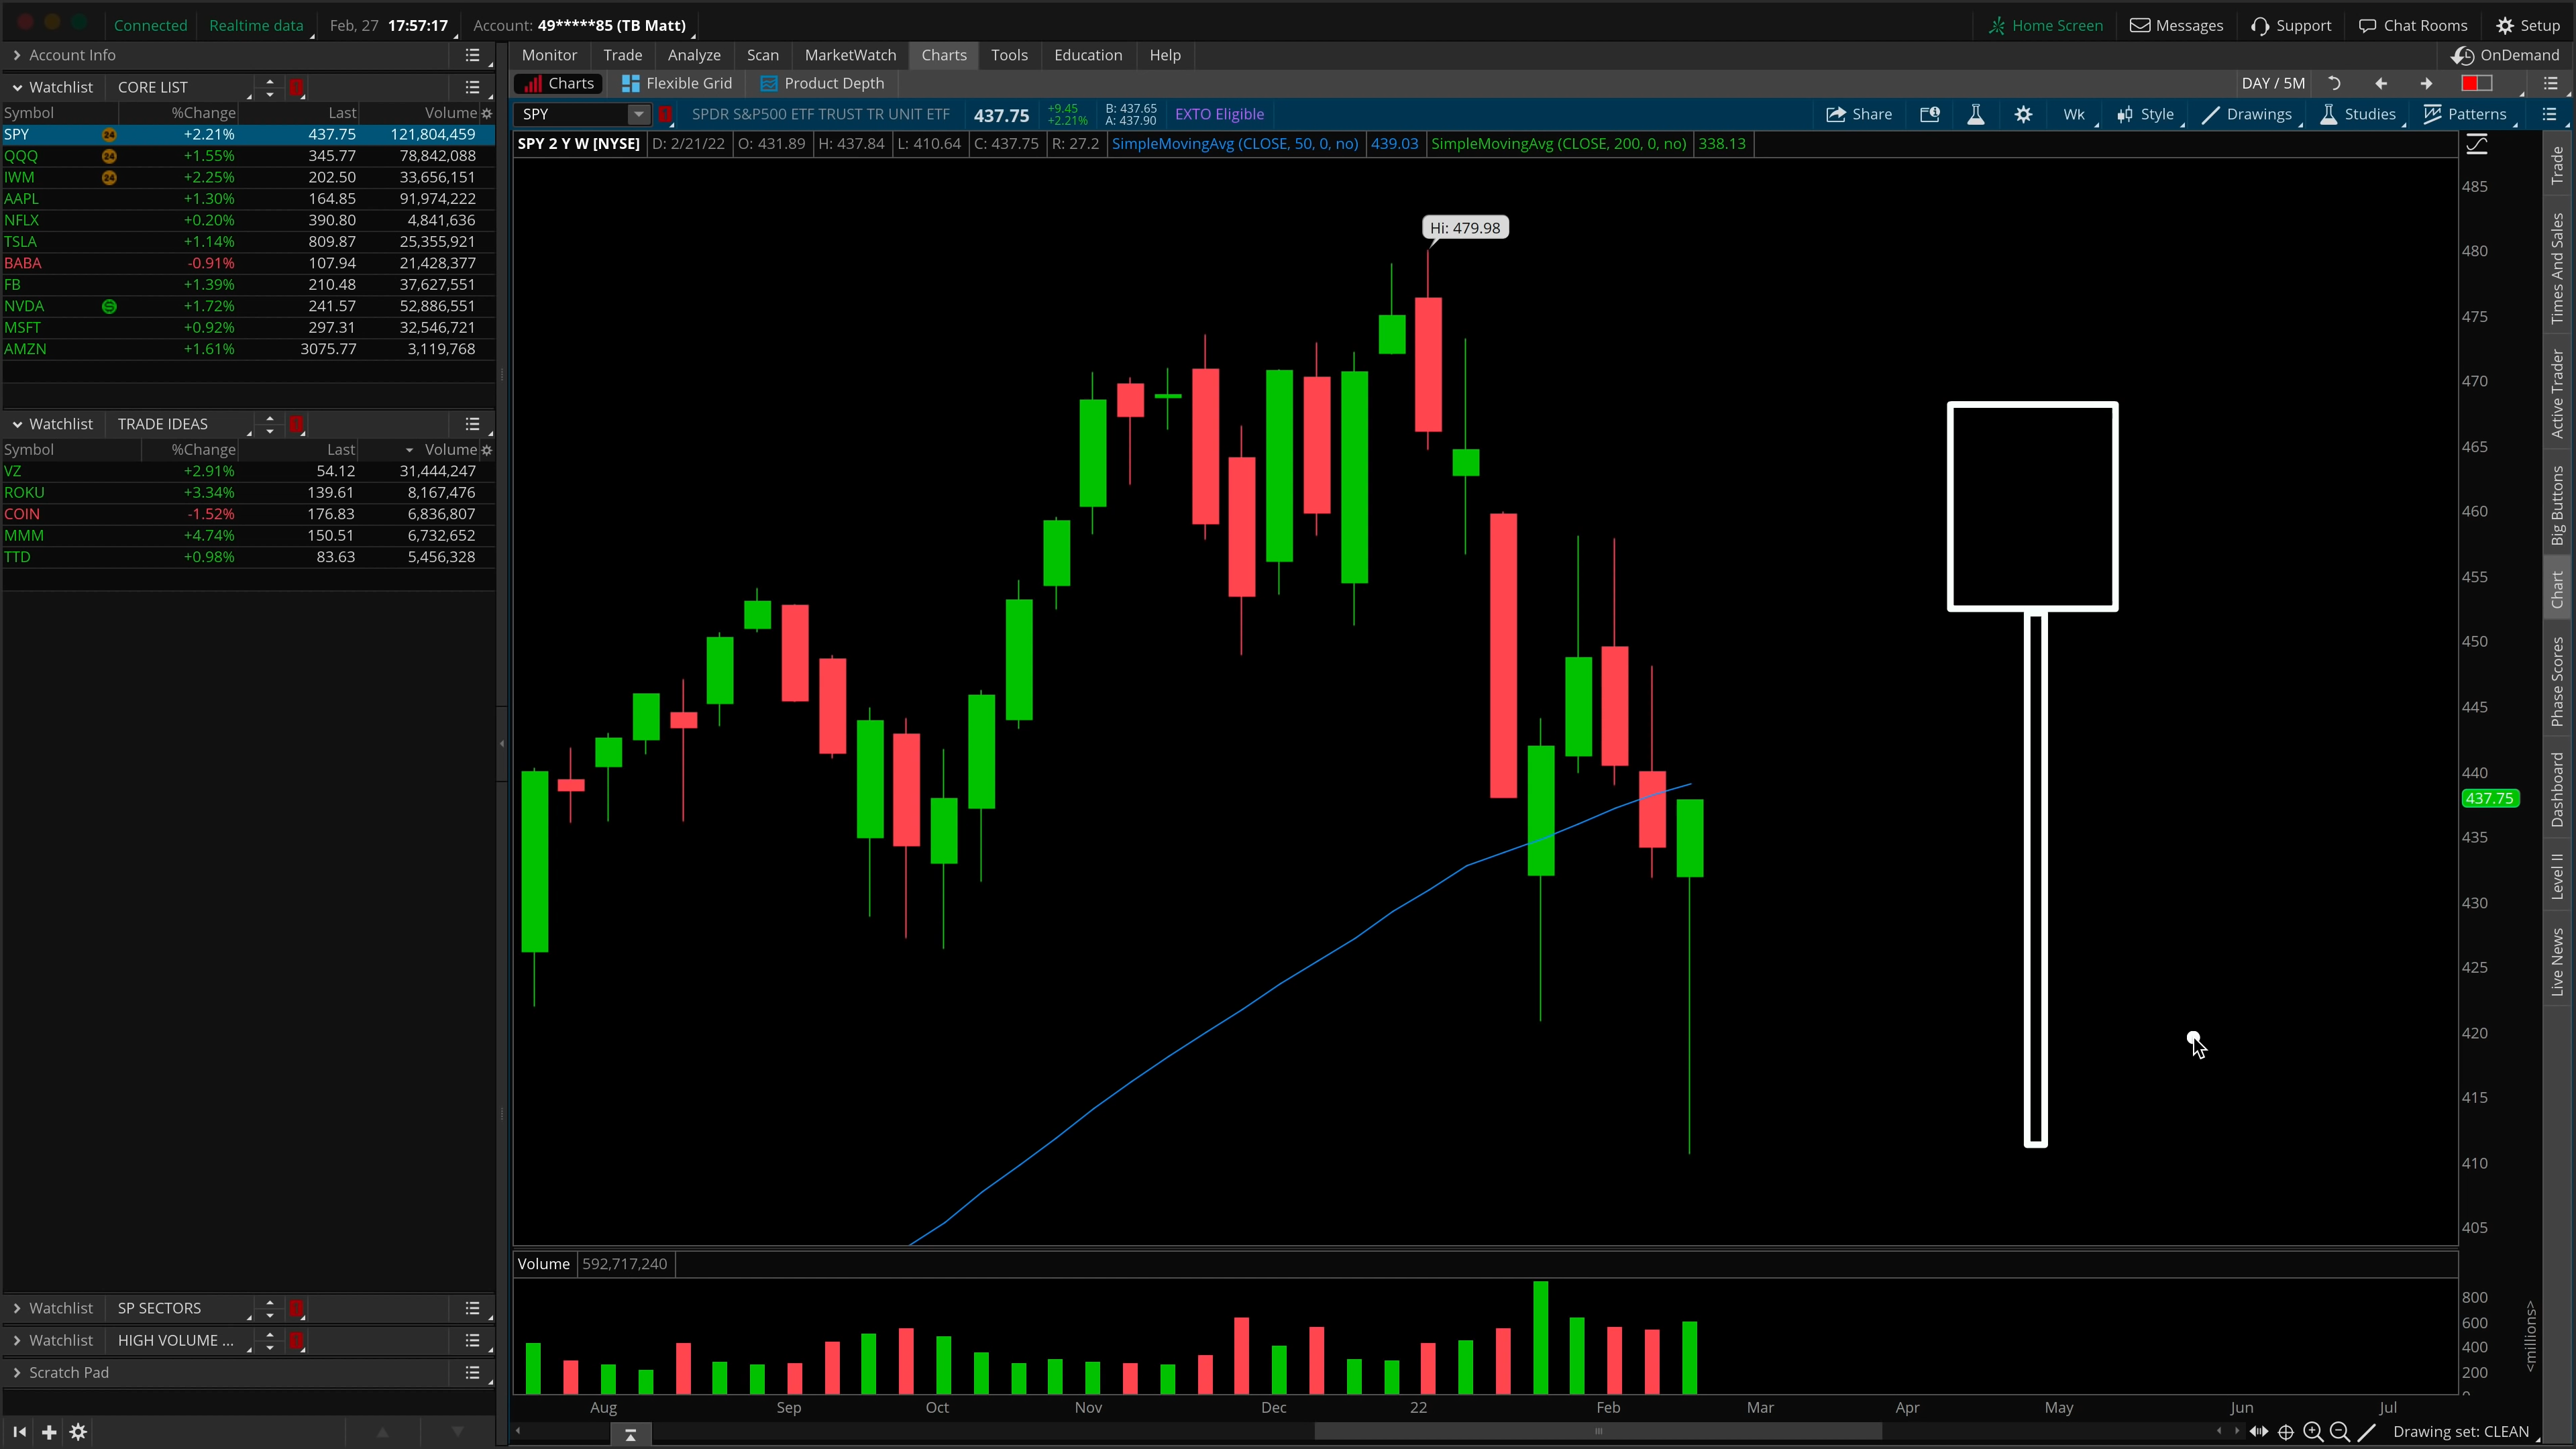 Connected Realtime data Feb, 27 17:57:17 Account: 49*****85 (TB Matt) Home Screen Messages Support Chat Rooms Setup
Account Info
Monitor Trade Analyze Scan MarketWatch Charts Tools Education Help OnDemand
Watchlist CORE LIST
Charts Flexible Grid Product Depth DAY / 5M
Symbol %Change Last Volume
SPY 24 +2.21% 437.75 121,804,459
QQQ 24 +1.55% 345.77 78,842,088
IWM 24 +2.25% 202.50 33,656,151
AAPL +1.30% 164.85 91,974,222
NFLX +0.20% 390.80 4,841,636
TSLA +1.14% 809.87 25,355,921
BABA -0.91% 107.94 21,428,377
FB +1.39% 210.48 37,627,551
NVDA +1.72% 241.57 52,886,551
MSFT +0.92% 297.31 32,546,721
AMZN +1.61% 3075.77 3,119,768
Watchlist TRADE IDEAS
Symbol %Change Last Volume
VZ +2.91% 54.12 31,444,247
ROKU +3.34% 139.61 8,167,476
COIN -1.52% 176.83 6,836,807
MMM +4.74% 150.51 6,732,652
TTD +0.98% 83.63 5,456,328
Watchlist SP SECTORS
Watchlist HIGH VOLUME ...
Scratch Pad
SPY SPDR S&P500 ETF TRUST TR UNIT ETF 437.75 +9.45 +2.21% B: 437.65 A: 437.90 EXTO Eligible Share Wk Style Drawings Studies Patterns
SPY 2 Y W [NYSE] D: 2/21/22 O: 431.89 H: 437.84 L: 410.64 C: 437.75 R: 27.2 SimpleMovingAvg (CLOSE, 50, 0, no) 439.03 SimpleMovingAvg (CLOSE, 200, 0, no) 338.13
Hi: 479.98
485
480
475
470
465
460
455
450
445
440
437.75
435
430
425
420
415
410
405
Volume 592,717,240
800
600
400
200
<millions>
Aug Sep Oct Nov Dec 22 Feb Mar Apr May Jun Jul
Drawing set: CLEAN
Trade
Times And Sales
Active Trader
Big Buttons
Chart
Phase Scores
Dashboard
Level II
Live News